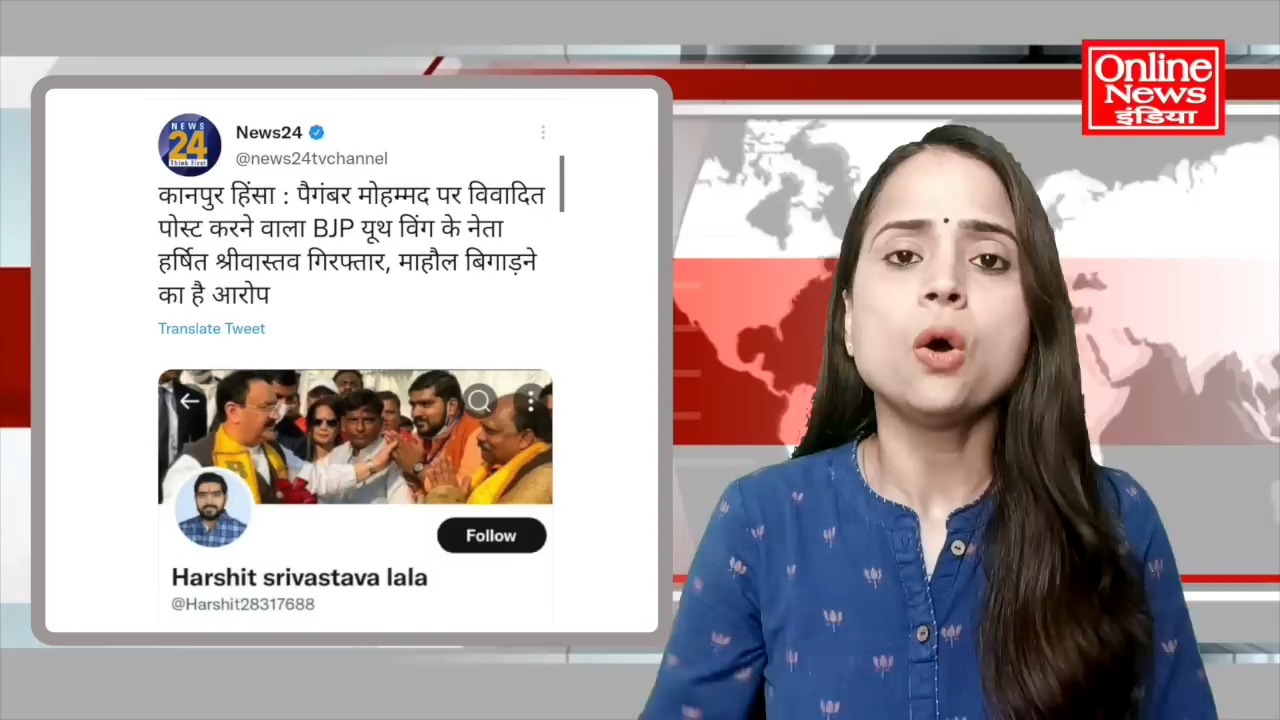 NEWS
24
Think First
News24
@news24tvchannel
कानपुर हिंसा : पैगंबर मोहम्मद पर विवादित
पोस्ट करने वाला BJP यूथ विंग के नेता
हर्षित श्रीवास्तव गिरफ्तार, माहौल बिगाड़ने
का है आरोप
Translate Tweet
Follow
Harshit srivastava lala
@Harshit28317688
Online
News
इंडिया